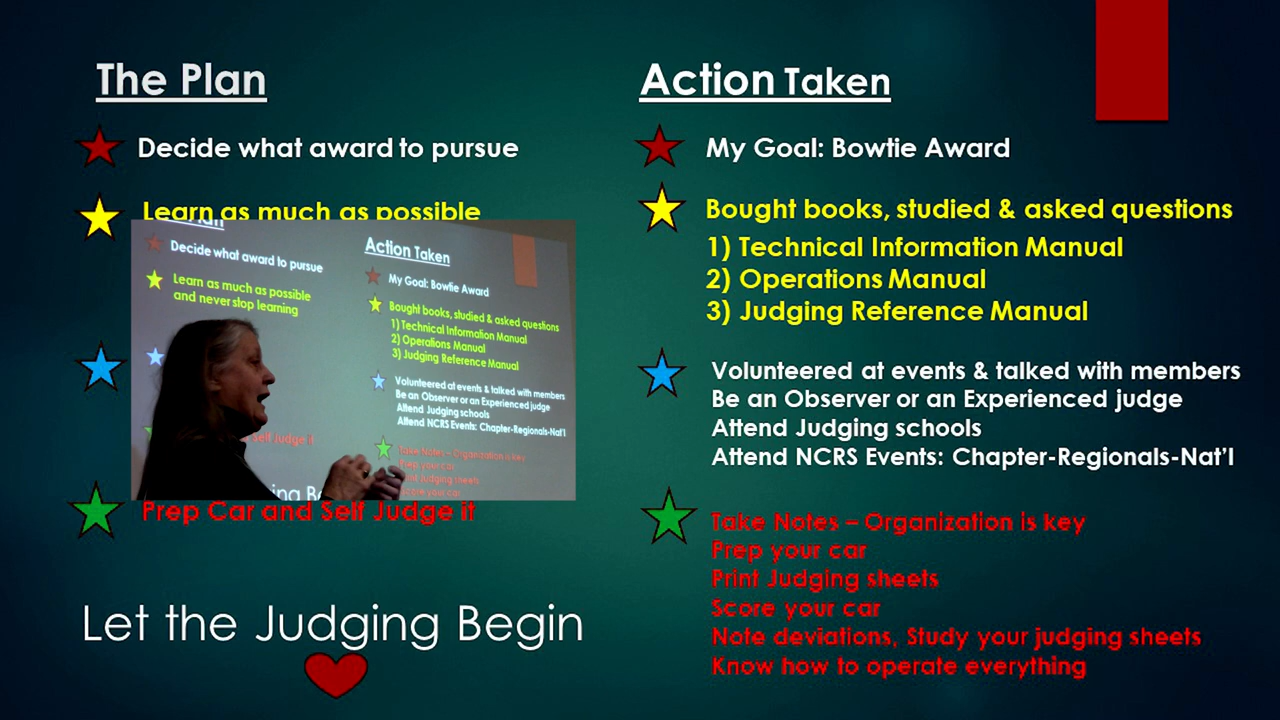 The Plan
Decide what award to pursue
Learn as much as possible
Prep Car and Self Judge it
Let the Judging Begin
Action Taken
My Goal: Bowtie Award
Bought books, studied & asked questions
1) Technical Information Manual
2) Operations Manual
3) Judging Reference Manual
Volunteered at events & talked with members
Be an Observer or an Experienced judge
Attend Judging schools
Attend NCRS Events: Chapter-Regionals-Nat'l
Take Notes – Organization is key
Prep your car
Print Judging sheets
Score your car
Note deviations, Study your judging sheets
Know how to operate everything
Plan
Decide what award to pursue
Learn as much as possible
and never stop learning
Self Judge it
Action Taken
My Goal: Bowtie Award
Bought books, studied & asked questions
1) Technical Information Manual
2) Operations Manual
3) Judging Reference Manual
Volunteered at events & talked with members
Be an Observer or an Experienced judge
Attend Judging schools
Attend NCRS Events: Chapter-Regionals-Nat'l
Take Notes – Organization is key
Prep your car
Judging sheets
Score your car